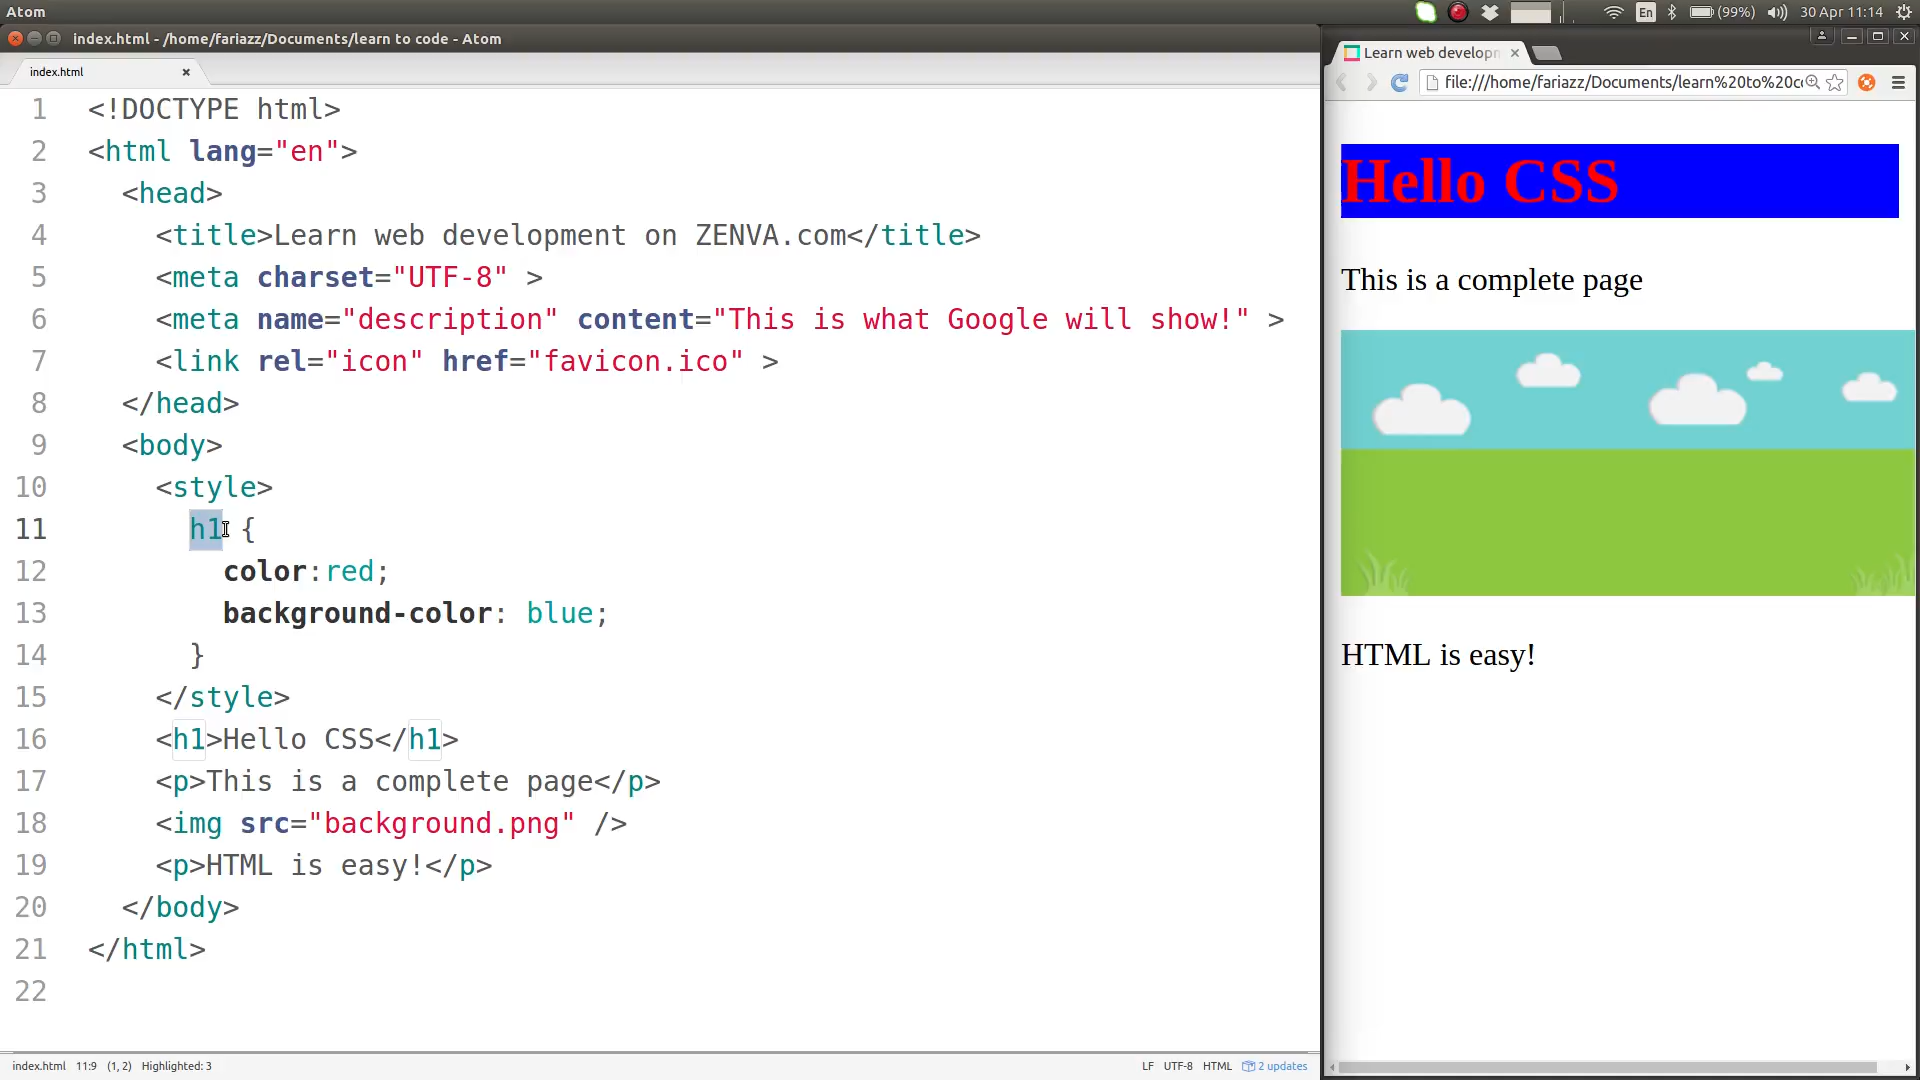 Atom
En
(99%)
30 Apr 11:14
index.html - /home/fariazz/Documents/learn to code - Atom
index.html
1 <!DOCTYPE html>
2 <html lang="en">
3 <head>
4 <title>Learn web development on ZENVA.com</title>
5 <meta charset="UTF-8" >
6 <meta name="description" content="This is what Google will show!" >
7 <link rel="icon" href="favicon.ico" >
8 </head>
9 <body>
10 <style>
11 h1 {
12 color:red;
13 background-color: blue;
14 }
15 </style>
16 <h1>Hello CSS</h1>
17 <p>This is a complete page</p>
18 <img src="background.png" />
19 <p>HTML is easy!</p>
20 </body>
21 </html>
22
index.html 11:9 (1, 2) Highlighted: 3
LF UTF-8 HTML 2 updates
Learn web developm
file:///home/fariazz/Documents/learn%20to%20co
Hello CSS
This is a complete page
HTML is easy!